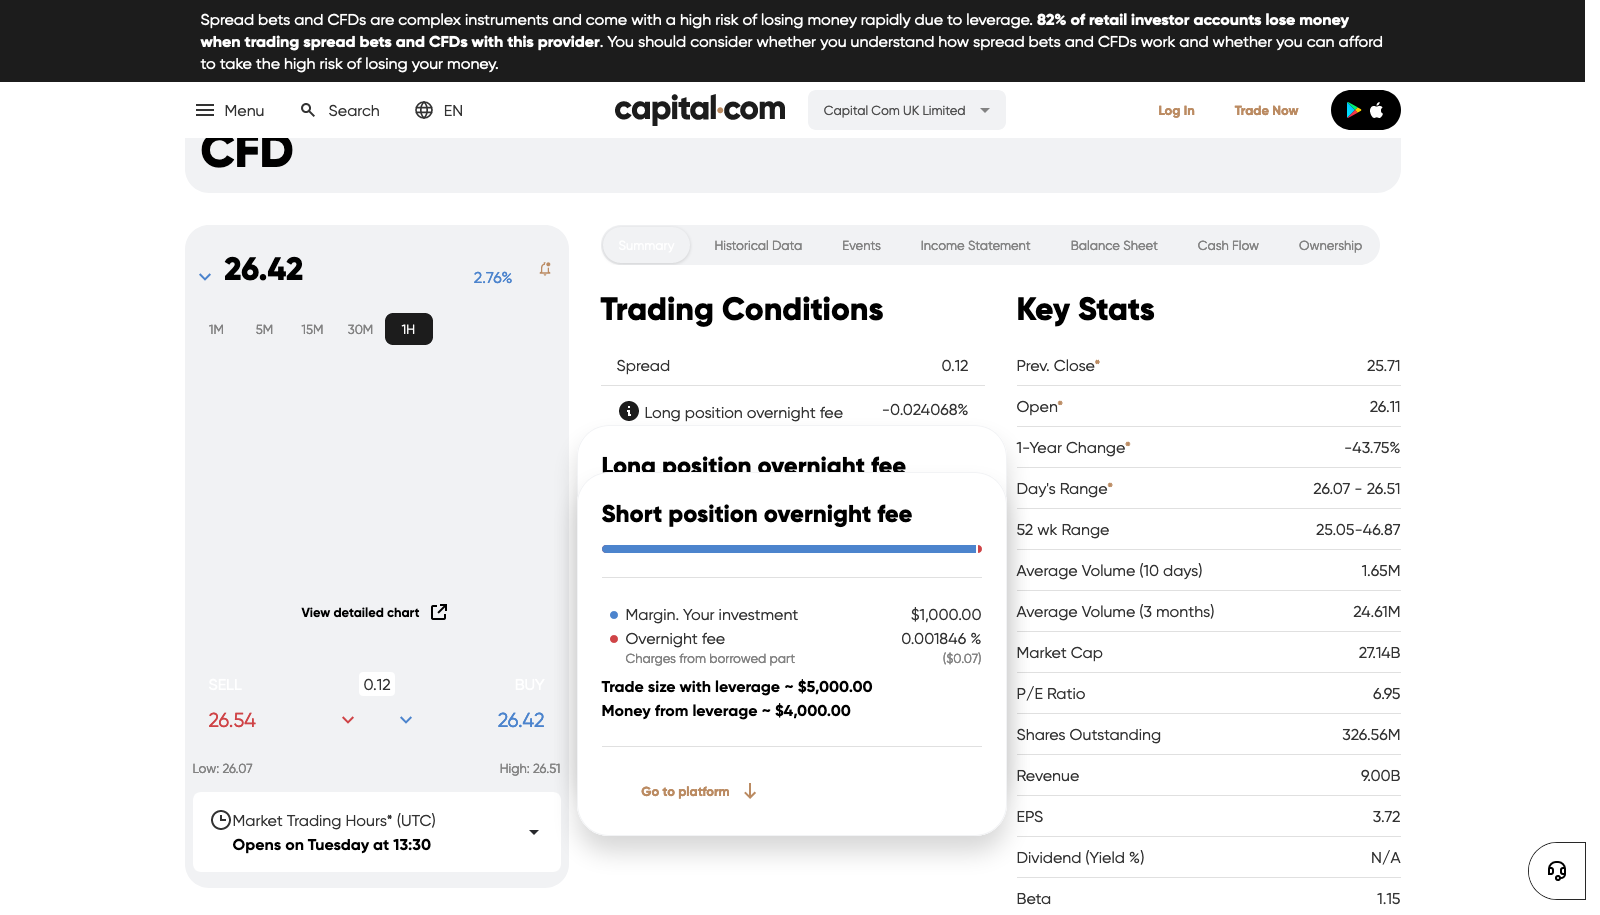 Spread bets and CFDs are complex instruments and come with a high risk of losing money rapidly due to leverage. 82% of retail investor accounts lose money
when trading spread bets and CFDs with this provider. You should consider whether you understand how spread bets and CFDs work and whether you can afford
to take the high risk of losing your money.
Menu
Search
EN
capital.com
Capital Com UK Limited
Log In
Trade Now
CFD
26.42
2.76%
1M
5M
15M
30M
1H
View detailed chart
SELL
0.12
BUY
26.54
26.42
Low: 26.07
High: 26.51
Market Trading Hours* (UTC)
Opens on Tuesday at 13:30
Summary
Historical Data
Events
Income Statement
Balance Sheet
Cash Flow
Ownership
Trading Conditions
Spread 0.12
Long position overnight fee -0.024068%
Long position overnight fee
Short position overnight fee
Margin. Your investment $1,000.00
Overnight fee 0.001846 %
Charges from borrowed part ($0.07)
Trade size with leverage ~ $5,000.00
Money from leverage ~ $4,000.00
Go to platform
Key Stats
Prev. Close* 25.71
Open* 26.11
1-Year Change* -43.75%
Day's Range* 26.07 - 26.51
52 wk Range 25.05-46.87
Average Volume (10 days) 1.65M
Average Volume (3 months) 24.61M
Market Cap 27.14B
P/E Ratio 6.95
Shares Outstanding 326.56M
Revenue 9.00B
EPS 3.72
Dividend (Yield %) N/A
Beta 1.15